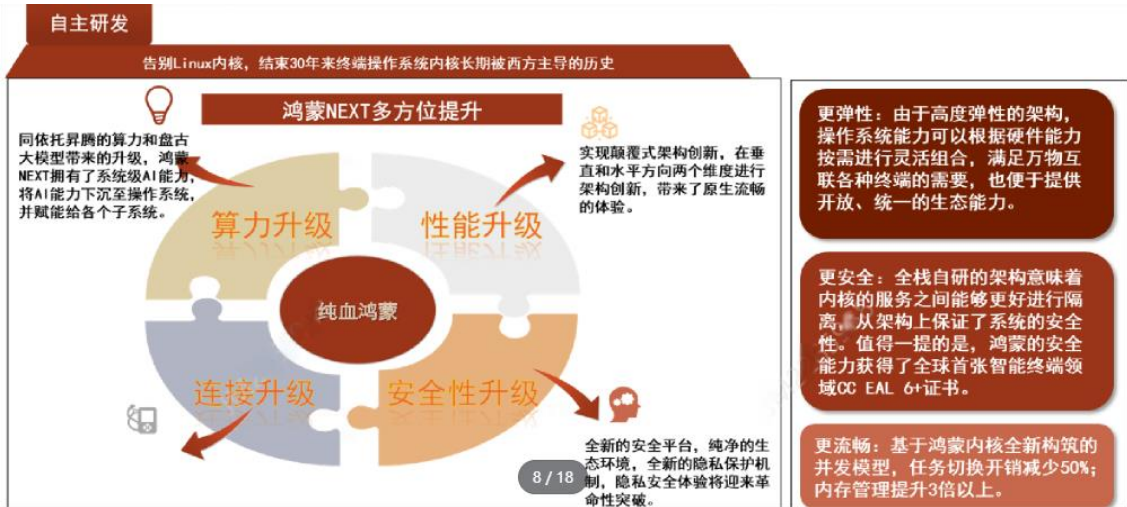 自主研发
告别Linux内核，结束30年来终端操作系统内核长期被西方主导的历史
鸿蒙NEXT多方位提升
同依托昇腾的算力和盘古
大模型带来的升级，鸿蒙
NEXT拥有了系统级AI能力，
将AI能力下沉至操作系统，
并赋能给各个子系统。
实现颠覆式架构创新，在垂
直和水平方向两个维度进行
架构创新，带来了原生流畅
的体验。
算力升级
性能升级
纯血鸿蒙
连接升级
安全性升级
全新的安全平台，纯净的生
态环境，全新的隐私保护机
制，隐私安全体验将迎来革
命性突破。
8 / 18
更弹性：由于高度弹性的架构，
操作系统能力可以根据硬件能力
按需进行灵活组合，满足万物互
联各种终端的需要，也便于提供
开放、统一的生态能力。
更安全：全栈自研的架构意味着
内核的服务之间能够更好进行隔
离，从架构上保证了系统的安全
性。值得一提的是，鸿蒙的安全
能力获得了全球首张智能终端领
域CC EAL 6+证书。
更流畅：基于鸿蒙内核全新构筑的
并发模型，任务切换开销减少50%；
内存管理提升3倍以上。